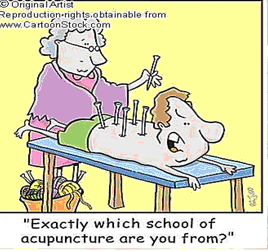 © Original Artist
Reproduction rights obtainable from
www.CartoonStock.com
"Exactly which school of
acupuncture are you from?"